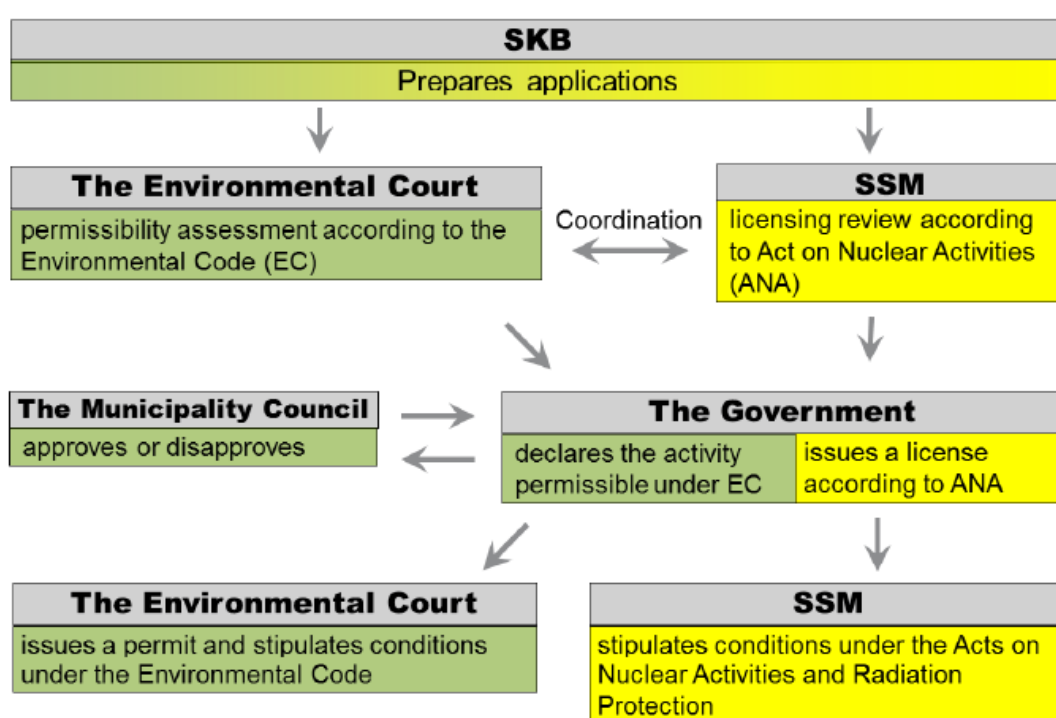 SKB
Prepares applications
The Environmental Court
permissibility assessment according to the
Environmental Code (EC)
Coordination
SSM
licensing review according
to Act on Nuclear Activities
(ANA)
The Municipality Council
approves or disapproves
The Government
declares the activity
permissible under EC
issues a license
according to ANA
The Environmental Court
issues a permit and stipulates conditions
under the Environmental Code
SSM
stipulates conditions under the Acts on
Nuclear Activities and Radiation
Protection